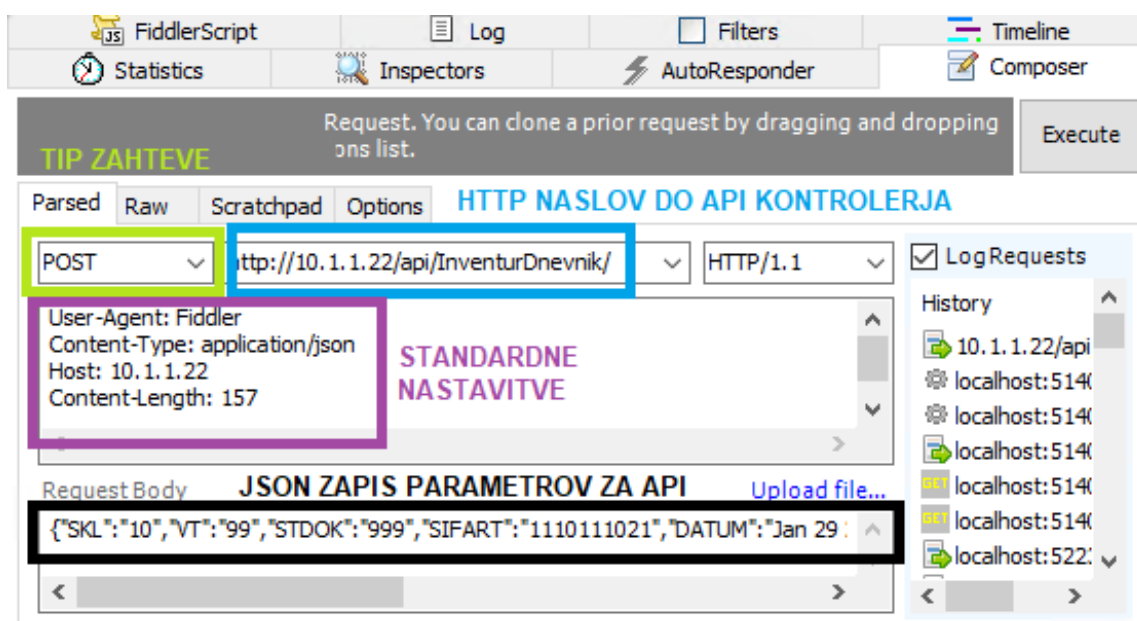 FiddlerScript
Log
Filters
Timeline
Statistics
Inspectors
AutoResponder
Composer
Request. You can clone a prior request by dragging and dropping
ons list.
Execute
TIP ZAHTEVE
Parsed
Raw
Scratchpad
Options
HTTP NASLOV DO API KONTROLERJA
POST
ttp://10.1.1.22/api/InventurDnevnik/
HTTP/1.1
Log Requests
User-Agent: Fiddler
Content-Type: application/json
Host: 10.1.1.22
Content-Length: 157
STANDARDNE
NASTAVITVE
History
10.1.1.22/api
localhost:514
localhost:514
localhost:514
GET localhost:514
GET localhost:514
localhost:522
Request Body
JSON ZAPIS PARAMETROV ZA API
Upload file...
{"SKL":"10","VT":"99","STDOK":"999","SIFART":"1110111021","DATUM":"Jan 29